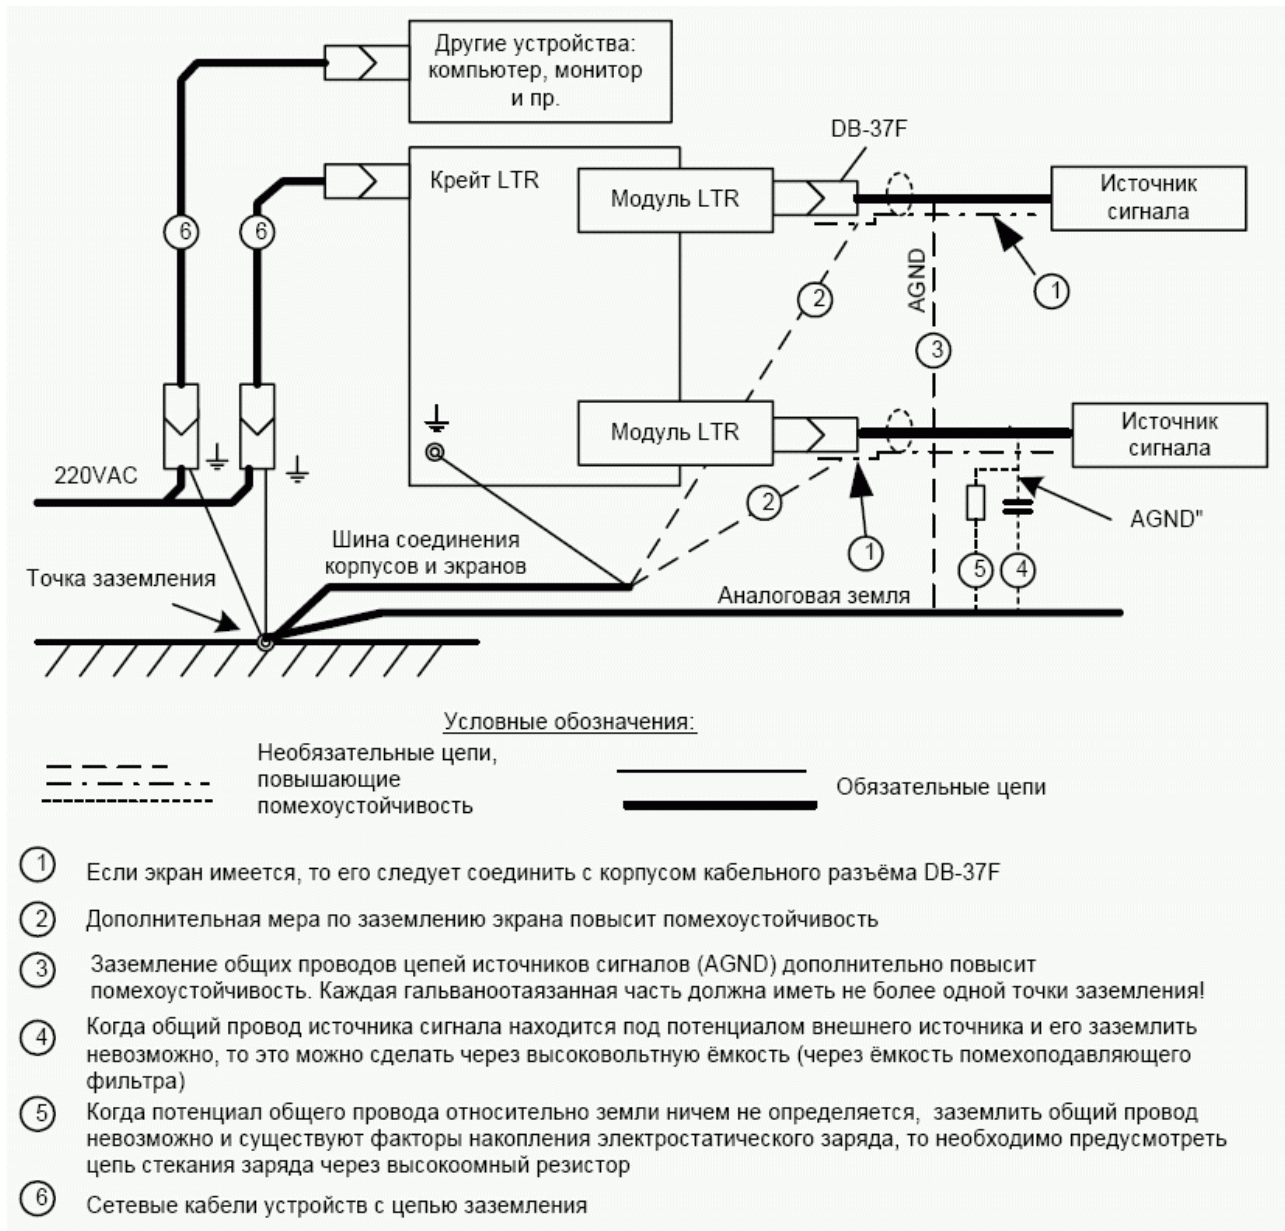 Другие устройства:
компьютер, монитор
и пр.
DB-37F
Крейт LTR
Модуль LTR
Источник
сигнала
6
6
2
AGND
1
3
Модуль LTR
Источник
сигнала
220VAC
2
AGND"
Шина соединения
корпусов и экранов
1
5
4
Точка заземления
Аналоговая земля
Условные обозначения:
Необязательные цепи,
повышающие
помехоустойчивость
Обязательные цепи
1 Если экран имеется, то его следует соединить с корпусом кабельного разъёма DB-37F
2 Дополнительная мера по заземлению экрана повысит помехоустойчивость
3 Заземление общих проводов цепей источников сигналов (AGND) дополнительно повысит
помехоустойчивость. Каждая гальваноотаязанная часть должна иметь не более одной точки заземления!
4 Когда общий провод источника сигнала находится под потенциалом внешнего источника и его заземлить
невозможно, то это можно сделать через высоковольтную ёмкость (через ёмкость помехоподавляющего
фильтра)
5 Когда потенциал общего провода относительно земли ничем не определяется, заземлить общий провод
невозможно и существуют факторы накопления электростатического заряда, то необходимо предусмотреть
цепь стекания заряда через высокоомный резистор
6 Сетевые кабели устройств с цепью заземления